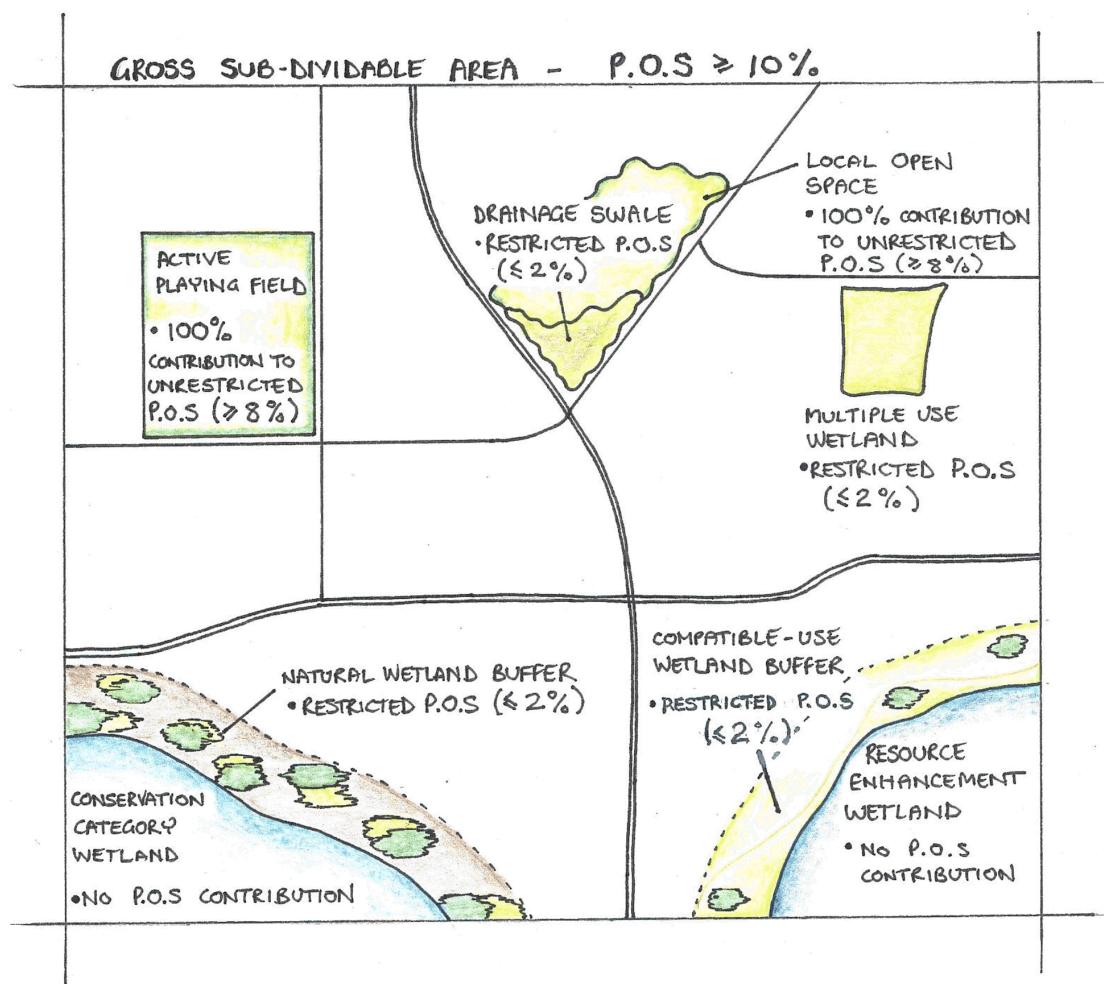 GROSS SUB-DIVIDABLE AREA - P.O.S ≥ 10%
LOCAL OPEN
SPACE
• 100% CONTRIBUTION
TO UNRESTRICTED
P.O.S (≥8%)
DRAINAGE SWALE
• RESTRICTED P.O.S
(≤2%)
ACTIVE
PLAYING FIELD
• 100%
CONTRIBUTION TO
UNRESTRICTED
P.O.S (≥8%)
MULTIPLE USE
WETLAND
• RESTRICTED P.O.S
(≤2%)
NATURAL WETLAND BUFFER
• RESTRICTED P.O.S (≤2%)
COMPATIBLE-USE
WETLAND BUFFER
• RESTRICTED P.O.S
(≤2%)
CONSERVATION
CATEGORY
WETLAND
• NO P.O.S CONTRIBUTION
RESOURCE
ENHANCEMENT
WETLAND
• NO P.O.S
CONTRIBUTION